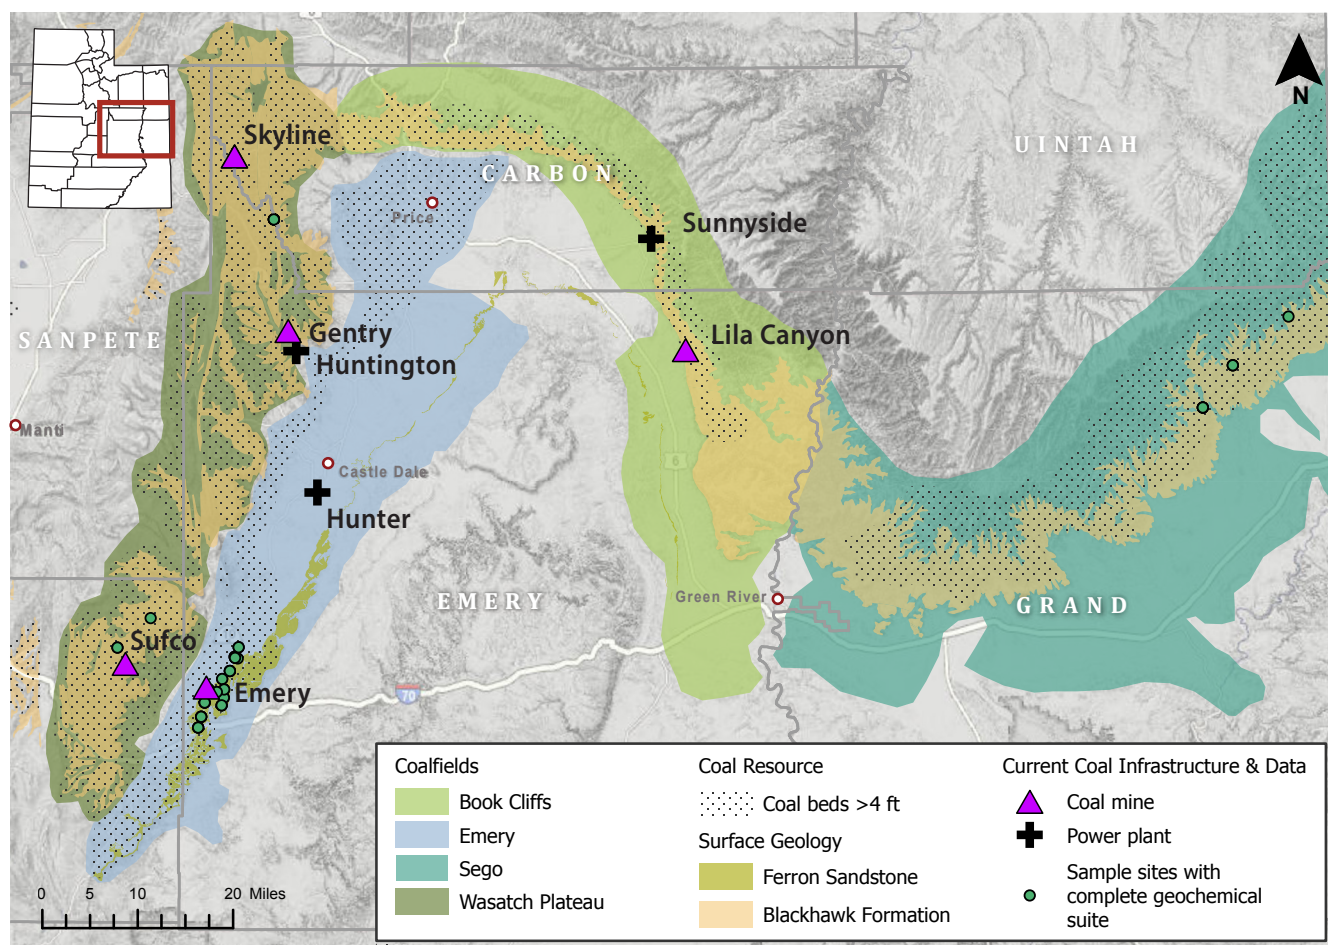 N
Skyline
UINTAH
CARBON
Price
Sunnyside
SANPETE
Gentry
Huntington
Lila Canyon
Manti
6
Castle Dale
Hunter
Green River
EMERY
GRAND
Sufco
Emery
70
Coalfields
Book Cliffs
Emery
Sego
Wasatch Plateau
Coal Resource
Coal beds >4 ft
Surface Geology
Ferron Sandstone
Blackhawk Formation
Current Coal Infrastructure & Data
Coal mine
Power plant
Sample sites with
complete geochemical
suite
0 5 10 20 Miles